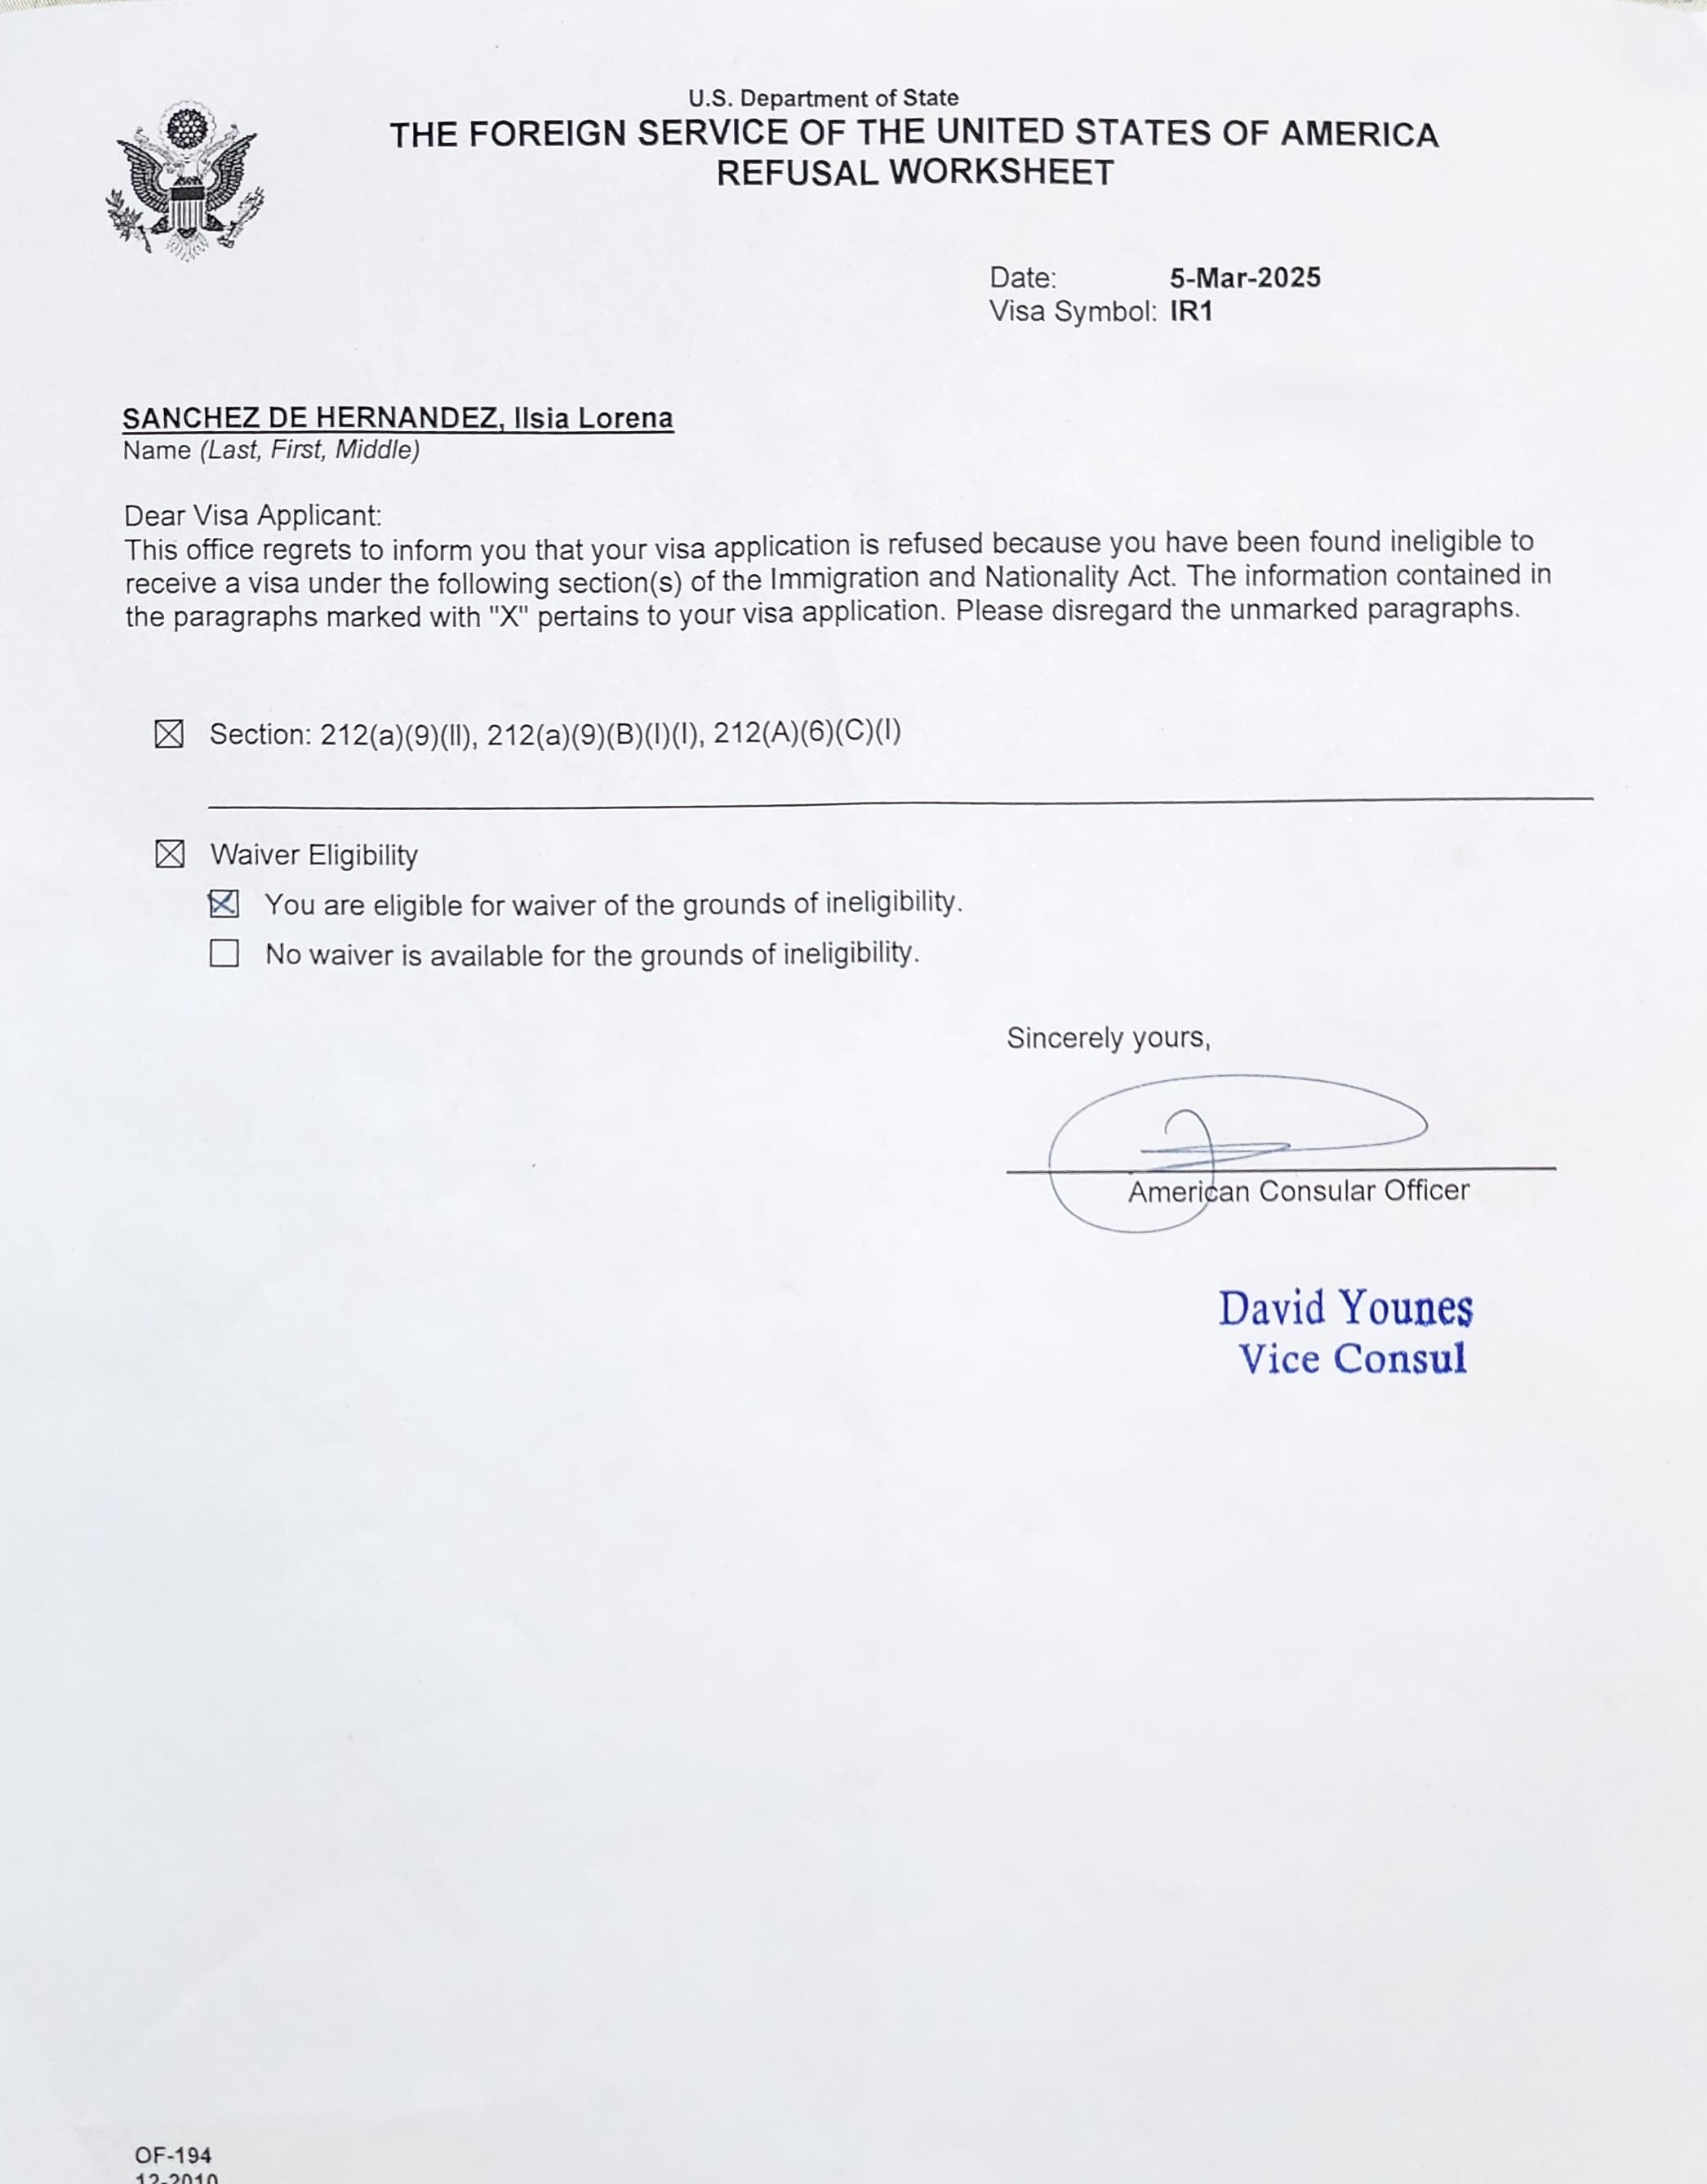 U.S. Department of State
THE FOREIGN SERVICE OF THE UNITED STATES OF AMERICA
REFUSAL WORKSHEET
Date: 5-Mar-2025
Visa Symbol: IR1
SANCHEZ DE HERNANDEZ, Ilsia Lorena
Name (Last, First, Middle)
Dear Visa Applicant:
This office regrets to inform you that your visa application is refused because you have been found ineligible to
receive a visa under the following section(s) of the Immigration and Nationality Act. The information contained in
the paragraphs marked with "X" pertains to your visa application. Please disregard the unmarked paragraphs.
☒ Section: 212(a)(9)(II), 212(a)(9)(B)(I)(I), 212(A)(6)(C)(I)
☒ Waiver Eligibility
☒ You are eligible for waiver of the grounds of ineligibility.
☐ No waiver is available for the grounds of ineligibility.
Sincerely yours,
American Consular Officer
David Younes
Vice Consul
OF-194
12-2010